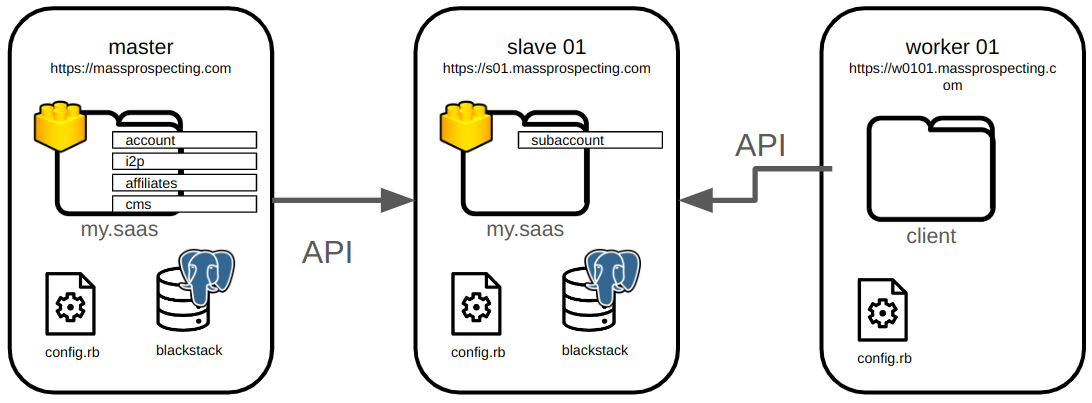 master
https://massprospecting.com
account
i2p
affiliates
cms
my.saas
config.rb
blackstack
API
slave 01
https://s01.massprospecting.com
subaccount
my.saas
config.rb
blackstack
API
worker 01
https://w0101.massprospecting.c
om
client
config.rb